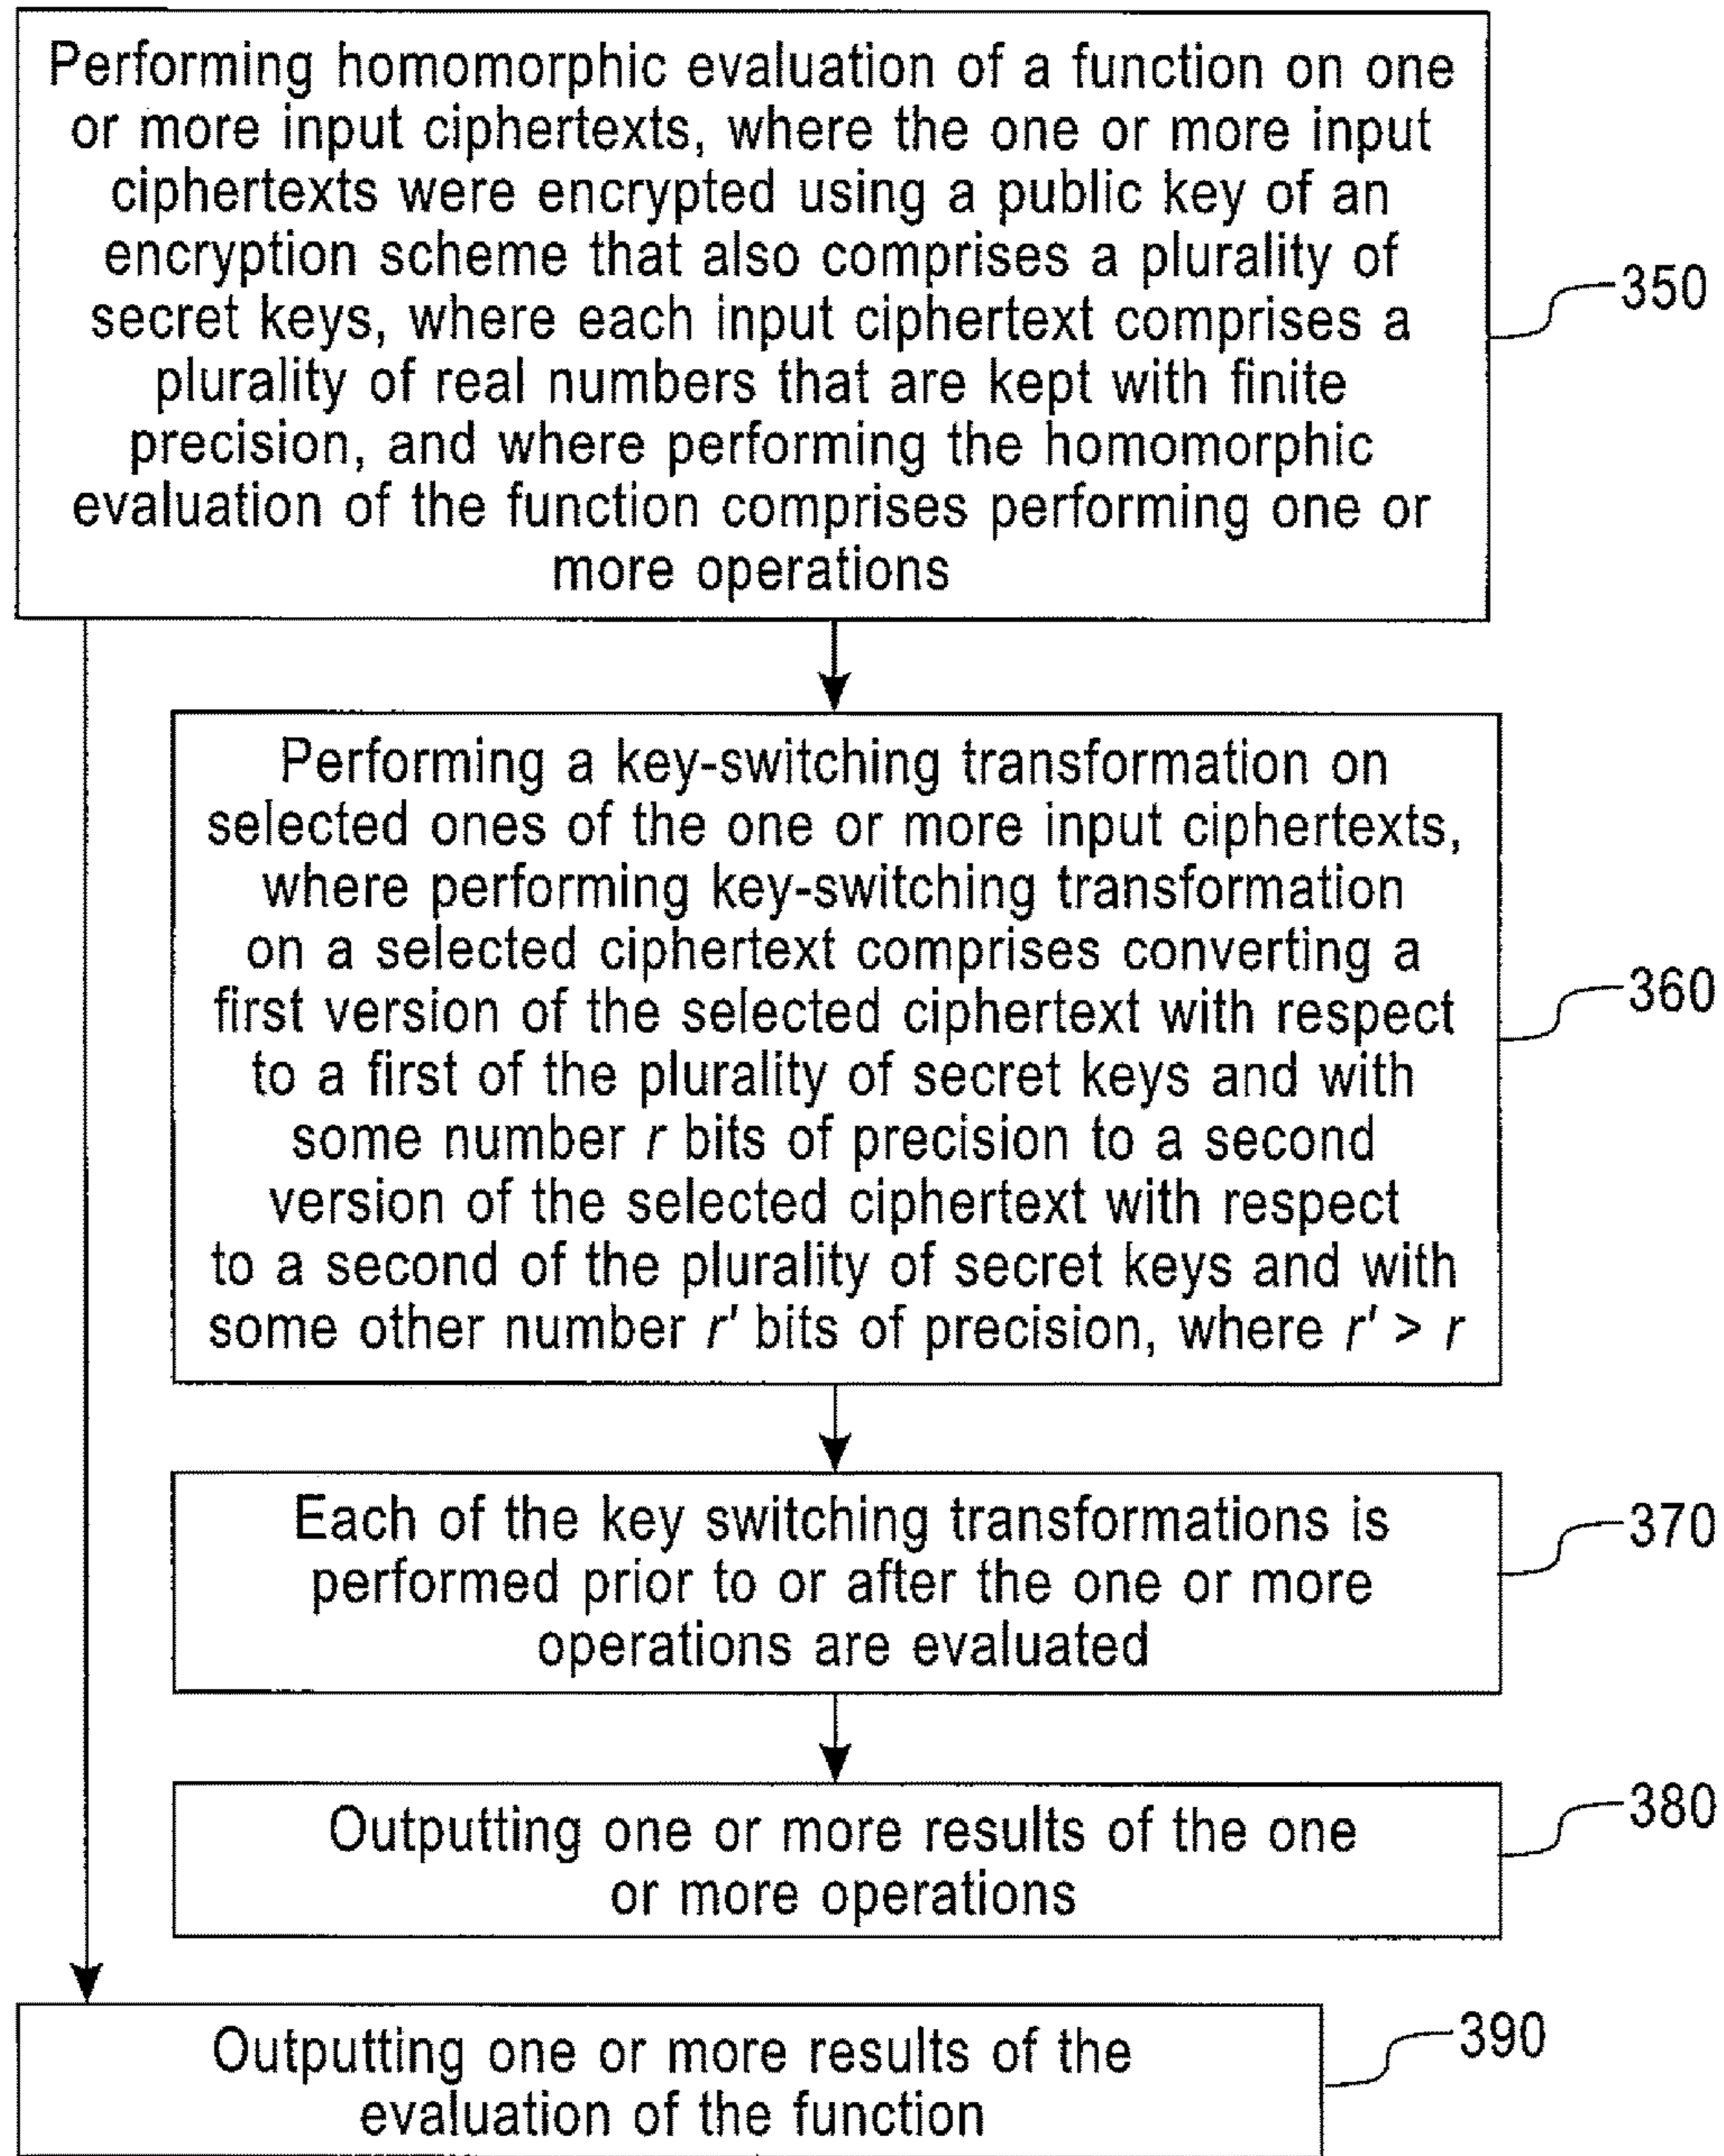 Performing homomorphic evaluation of a function on one
or more input ciphertexts, where the one or more input
ciphertexts were encrypted using a public key of an
encryption scheme that also comprises a plurality of
secret keys, where each input ciphertext comprises a
plurality of real numbers that are kept with finite
precision, and where performing the homomorphic
evaluation of the function comprises performing one or
more operations
350
Performing a key-switching transformation on
selected ones of the one or more input ciphertexts,
where performing key-switching transformation
on a selected ciphertext comprises converting a
first version of the selected ciphertext with respect
to a first of the plurality of secret keys and with
some number r bits of precision to a second
version of the selected ciphertext with respect
to a second of the plurality of secret keys and with
some other number r' bits of precision, where r' > r
360
Each of the key switching transformations is
performed prior to or after the one or more
operations are evaluated
370
Outputting one or more results of the one
or more operations
380
Outputting one or more results of the
evaluation of the function
390